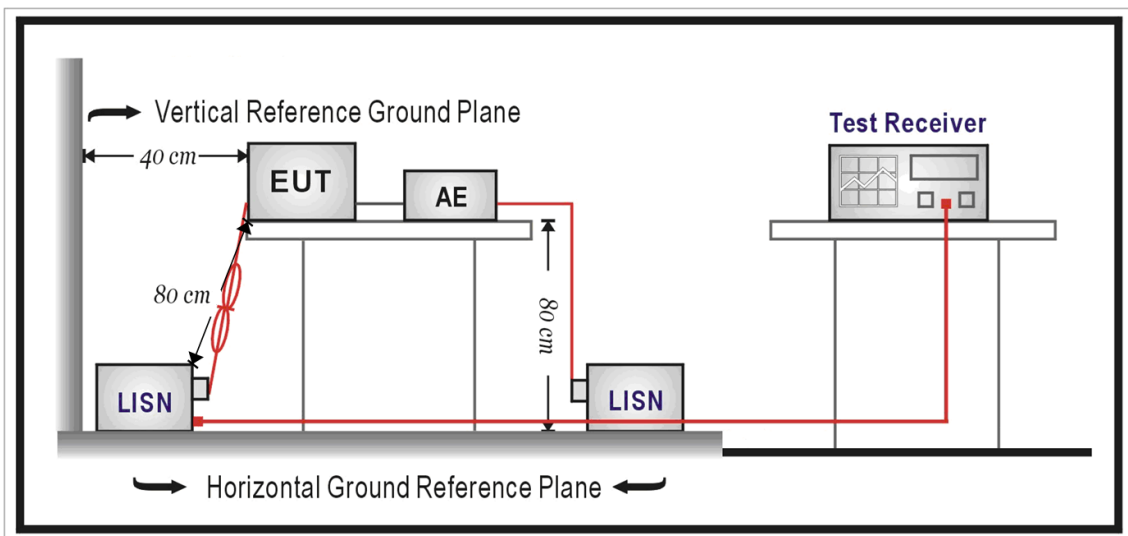 Vertical Reference Ground Plane
Test Receiver
40 cm
EUT
AE
80 cm
80 cm
LISN
LISN
Horizontal Ground Reference Plane